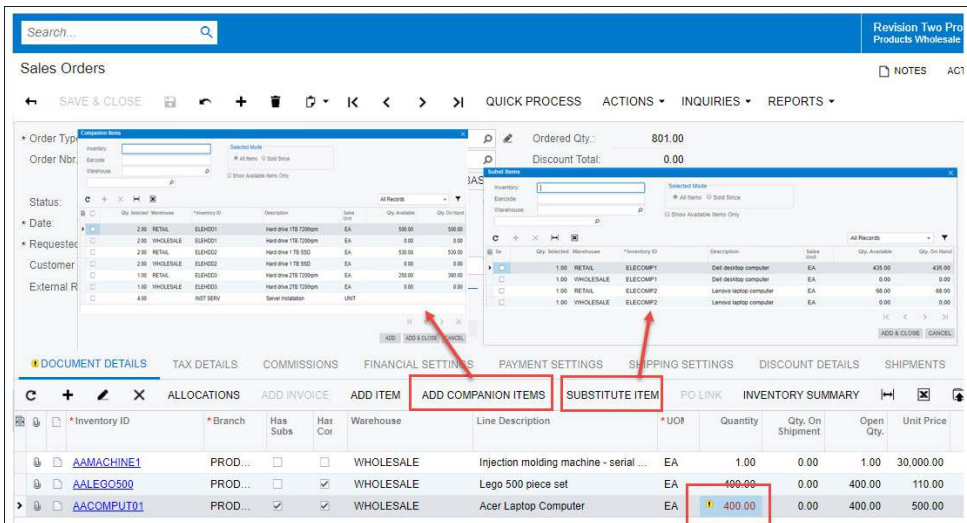 Search...
Revision Two Pro
Products Wholesale
Sales Orders
NOTES ACT
SAVE & CLOSE QUICK PROCESS ACTIONS INQUIRIES REPORTS
* Order Typ Ordered Qty.: 801.00
Order Nbr. Discount Total: 0.00
BAS
Status:
* Date:
* Requested
Customer
External R
Companion Items
Inventory: Selected Mode
Barcode: All Items Sold Since
Warehouse: Show Available Items Only
All Records
Qty. Selected Warehouse *Inventory ID Description Sales Unit Qty. Available Qty. On Hand
2.00 RETAIL ELEHDD1 Hard drive 1TB 7200rpm EA 500.00 500.00
2.00 WHOLESALE ELEHDD1 Hard drive 1TB 7200rpm EA 0.00 0.00
2.00 RETAIL ELEHDD2 Hard drive 1 TB SSD EA 530.00 530.00
2.00 WHOLESALE ELEHDD2 Hard drive 1 TB SSD EA 0.00 0.00
1.00 RETAIL ELEHDD3 Hard drive 2TB 7200rpm EA
1.00 WHOLESALE ELEHDD3 Hard drive 2TB 7200rpm EA 0.00 0.00
4.00 INST SERV Server Installation UNIT
ADD ADD & CLOSE CANCEL
Subst Items
Inventory: Selected Mode
Barcode: All Items Sold Since
Warehouse: Show Available Items Only
All Records
Se Qty. Selected Warehouse *Inventory ID Description Sales Unit Qty. Available Qty. On Hand
1.00 RETAIL ELECOMP1 Dell desktop computer EA 435.00 435.00
1.00 WHOLESALE ELECOMP1 Dell desktop computer EA 0.00 0.00
1.00 RETAIL ELECOMP2 Lenovo laptop computer EA 68.00 68.00
1.00 WHOLESALE ELECOMP2 Lenovo laptop computer EA 0.00 0.00
ADD & CLOSE CANCEL
DOCUMENT DETAILS TAX DETAILS COMMISSIONS FINANCIAL SETTINGS PAYMENT SETTINGS SHIPPING SETTINGS DISCOUNT DETAILS SHIPMENTS
ALLOCATIONS ADD INVOICE ADD ITEM ADD COMPANION ITEMS SUBSTITUTE ITEM PO LINK INVENTORY SUMMARY
* Inventory ID * Branch Has Subs Has Cor Warehouse Line Description * UOM Quantity Qty. On Shipment Open Qty. Unit Price
AAMACHINE1 PROD... WHOLESALE Injection molding machine - serial ... EA 1.00 0.00 1.00 30,000.00
AALEGO500 PROD... WHOLESALE Lego 500 piece set EA 400.00 0.00 400.00 110.00
AACOMPUT01 PROD... WHOLESALE Acer Laptop Computer EA 400.00 0.00 400.00 500.00